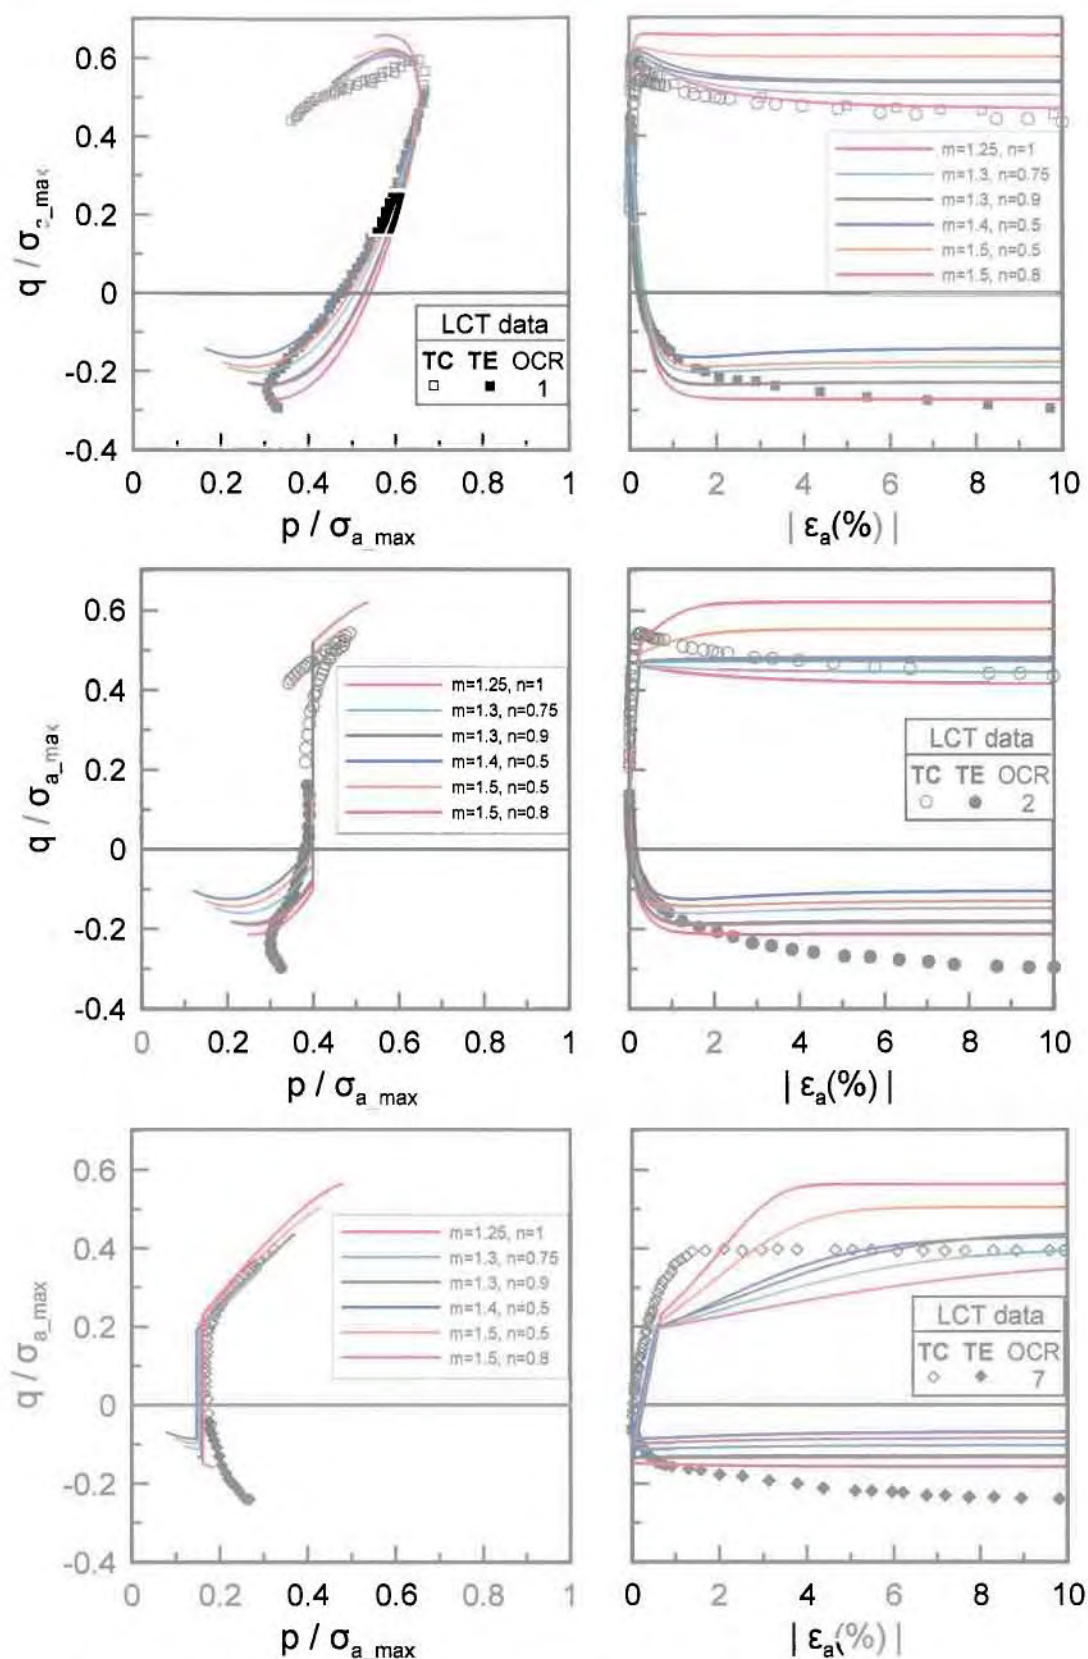 0.6
0.4
0.2
0
-0.2
-0.4
q / σa_max
LCT data
TC TE OCR
□ ■ 1
0 0.2 0.4 0.6 0.8 1
p / σa_max
m=1.25, n=1
m=1.3, n=0.75
m=1.3, n=0.9
m=1.4, n=0.5
m=1.5, n=0.5
m=1.5, n=0.8
0 2 4 6 8 10
| εa(%) |
0.6
0.4
0.2
0
-0.2
-0.4
q / σa_max
m=1.25, n=1
m=1.3, n=0.75
m=1.3, n=0.9
m=1.4, n=0.5
m=1.5, n=0.5
m=1.5, n=0.8
0 0.2 0.4 0.6 0.8 1
p / σa_max
LCT data
TC TE OCR
○ ● 2
0 2 4 6 8 10
| εa(%) |
0.6
0.4
0.2
0
-0.2
-0.4
q / σa_max
m=1.25, n=1
m=1.3, n=0.75
m=1.3, n=0.9
m=1.4, n=0.5
m=1.5, n=0.5
m=1.5, n=0.8
0 0.2 0.4 0.6 0.8 1
p / σa_max
LCT data
TC TE OCR
◇ ◆ 7
0 2 4 6 8 10
| εa(%) |